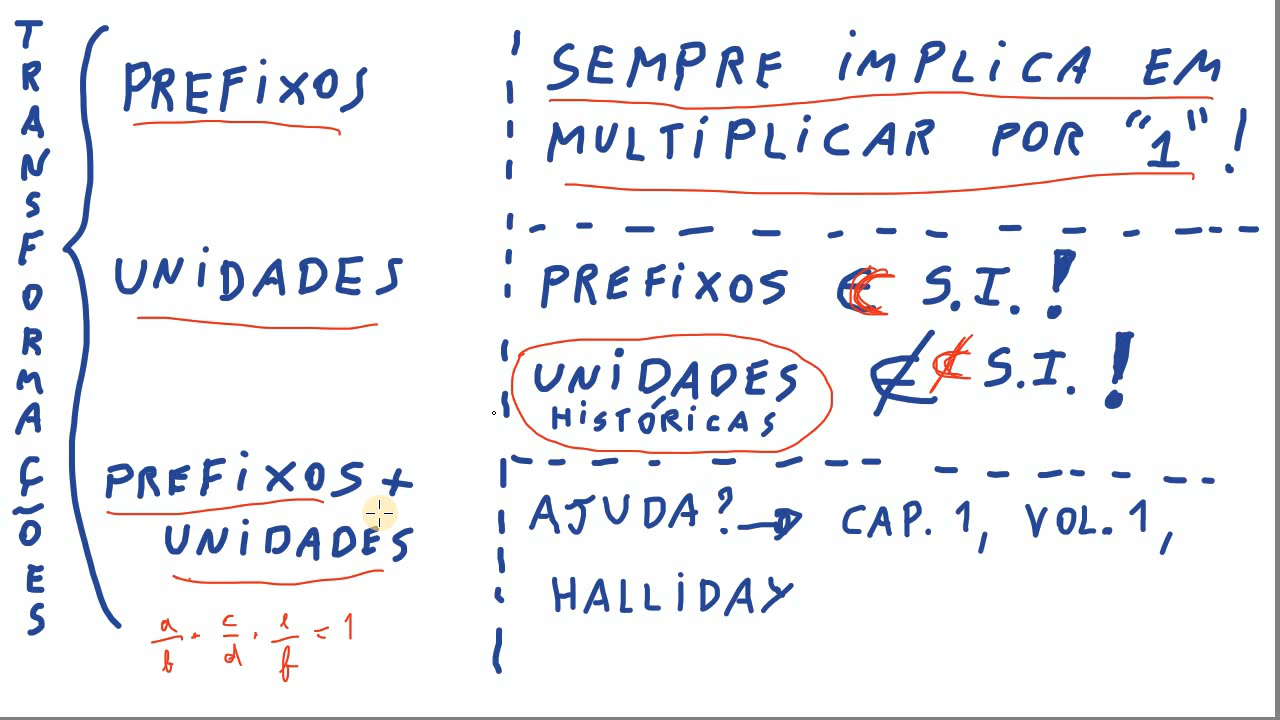 TRANSFORMAÇÕES
PREFIXOS
UNIDADES
PREFIXOS +
UNIDADES
a/b · c/d · e/f = 1
SEMPRE IMPLICA EM
MULTIPLICAR POR "1"!
PREFIXOS ∈ S.I.!
UNIDADES
HISTÓRICAS ∉ S.I.!
AJUDA? → CAP. 1, VOL. 1,
HALLIDAY